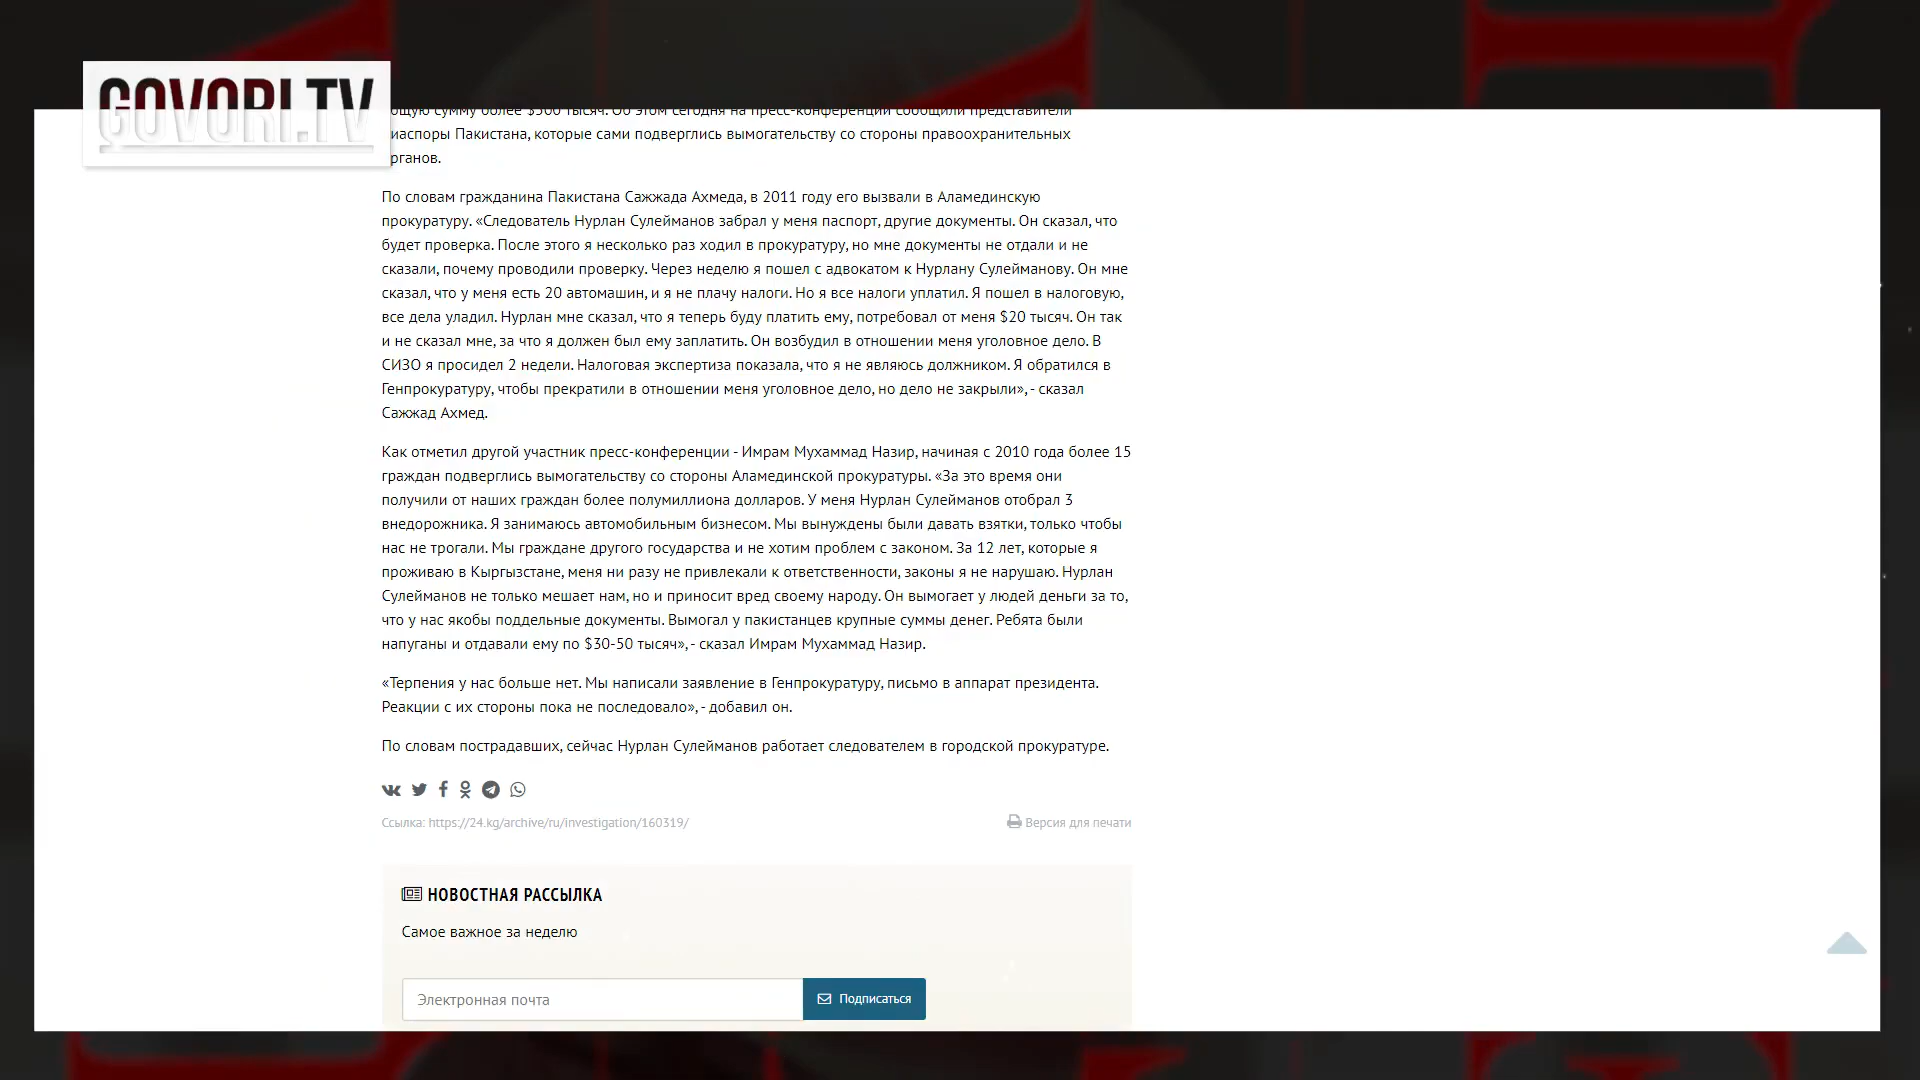 GOVORI.TV
ющую сумму более $500 тысяч. Об этом сегодня на пресс-конференции сообщили представители
иаспоры Пакистана, которые сами подверглись вымогательству со стороны правоохранительных
рганов.
По словам гражданина Пакистана Сажжада Ахмеда, в 2011 году его вызвали в Аламединскую
прокуратуру. «Следователь Нурлан Сулейманов забрал у меня паспорт, другие документы. Он сказал, что
будет проверка. После этого я несколько раз ходил в прокуратуру, но мне документы не отдали и не
сказали, почему проводили проверку. Через неделю я пошел с адвокатом к Нурлану Сулейманову. Он мне
сказал, что у меня есть 20 автомашин, и я не плачу налоги. Но я все налоги уплатил. Я пошел в налоговую,
все дела уладил. Нурлан мне сказал, что я теперь буду платить ему, потребовал от меня $20 тысяч. Он так
и не сказал мне, за что я должен был ему заплатить. Он возбудил в отношении меня уголовное дело. В
СИЗО я просидел 2 недели. Налоговая экспертиза показала, что я не являюсь должником. Я обратился в
Генпрокуратуру, чтобы прекратили в отношении меня уголовное дело, но дело не закрыли», - сказал
Сажжад Ахмед.
Как отметил другой участник пресс-конференции - Имрам Мухаммад Назир, начиная с 2010 года более 15
граждан подверглись вымогательству со стороны Аламединской прокуратуры. «За это время они
получили от наших граждан более полумиллиона долларов. У меня Нурлан Сулейманов отобрал 3
внедорожника. Я занимаюсь автомобильным бизнесом. Мы вынуждены были давать взятки, только чтобы
нас не трогали. Мы граждане другого государства и не хотим проблем с законом. За 12 лет, которые я
проживаю в Кыргызстане, меня ни разу не привлекали к ответственности, законы я не нарушаю. Нурлан
Сулейманов не только мешает нам, но и приносит вред своему народу. Он вымогает у людей деньги за то,
что у нас якобы поддельные документы. Вымогал у пакистанцев крупные суммы денег. Ребята были
напуганы и отдавали ему по $30-50 тысяч», - сказал Имрам Мухаммад Назир.
«Терпения у нас больше нет. Мы написали заявление в Генпрокуратуру, письмо в аппарат президента.
Реакции с их стороны пока не последовало», - добавил он.
По словам пострадавших, сейчас Нурлан Сулейманов работает следователем в городской прокуратуре.
Ссылка: https://24.kg/archive/ru/investigation/160319/ Версия для печати
НОВОСТНАЯ РАССЫЛКА
Самое важное за неделю
Электронная почта Подписаться